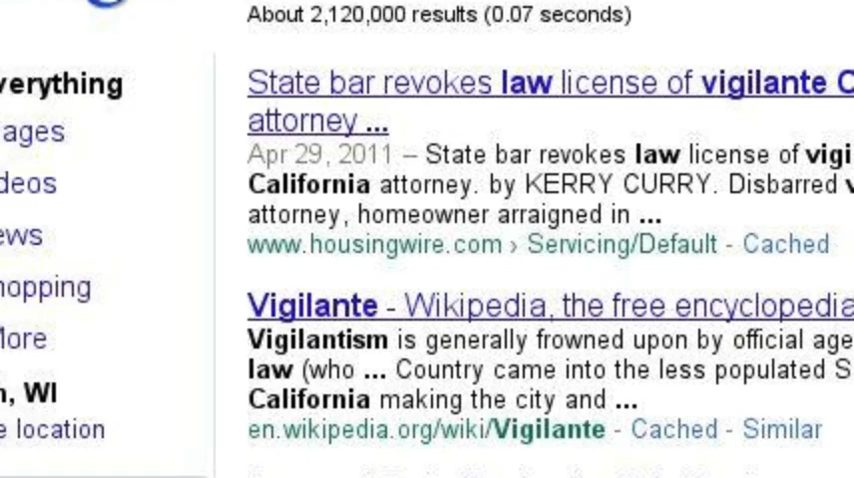 About 2,120,000 results (0.07 seconds)
verything
ages
deos
ews
hopping
More
n, WI
e location
State bar revokes law license of vigilante C
attorney ...
Apr 29, 2011 – State bar revokes law license of vigi
California attorney. by KERRY CURRY. Disbarred v
attorney, homeowner arraigned in ...
www.housingwire.com › Servicing/Default - Cached
Vigilante - Wikipedia, the free encyclopedia
Vigilantism is generally frowned upon by official age
law (who ... Country came into the less populated S
California making the city and ...
en.wikipedia.org/wiki/Vigilante - Cached - Similar